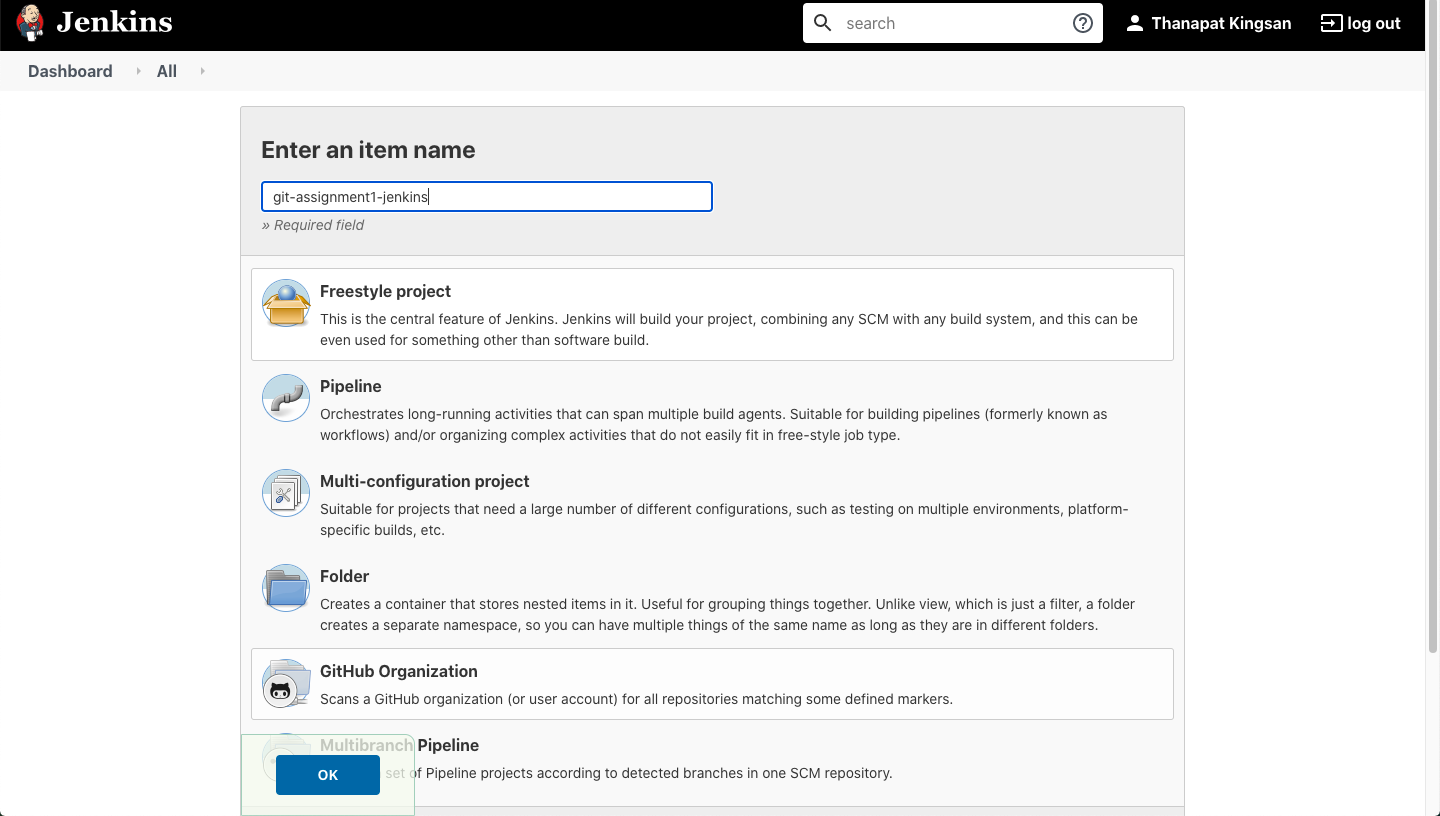 Jenkins
search
Thanapat Kingsan
log out
Dashboard
All
Enter an item name
git-assignment1-jenkins
» Required field
Freestyle project
This is the central feature of Jenkins. Jenkins will build your project, combining any SCM with any build system, and this can be
even used for something other than software build.
Pipeline
Orchestrates long-running activities that can span multiple build agents. Suitable for building pipelines (formerly known as
workflows) and/or organizing complex activities that do not easily fit in free-style job type.
Multi-configuration project
Suitable for projects that need a large number of different configurations, such as testing on multiple environments, platform-
specific builds, etc.
Folder
Creates a container that stores nested items in it. Useful for grouping things together. Unlike view, which is just a filter, a folder
creates a separate namespace, so you can have multiple things of the same name as long as they are in different folders.
GitHub Organization
Scans a GitHub organization (or user account) for all repositories matching some defined markers.
Multibranch Pipeline
set of Pipeline projects according to detected branches in one SCM repository.
OK